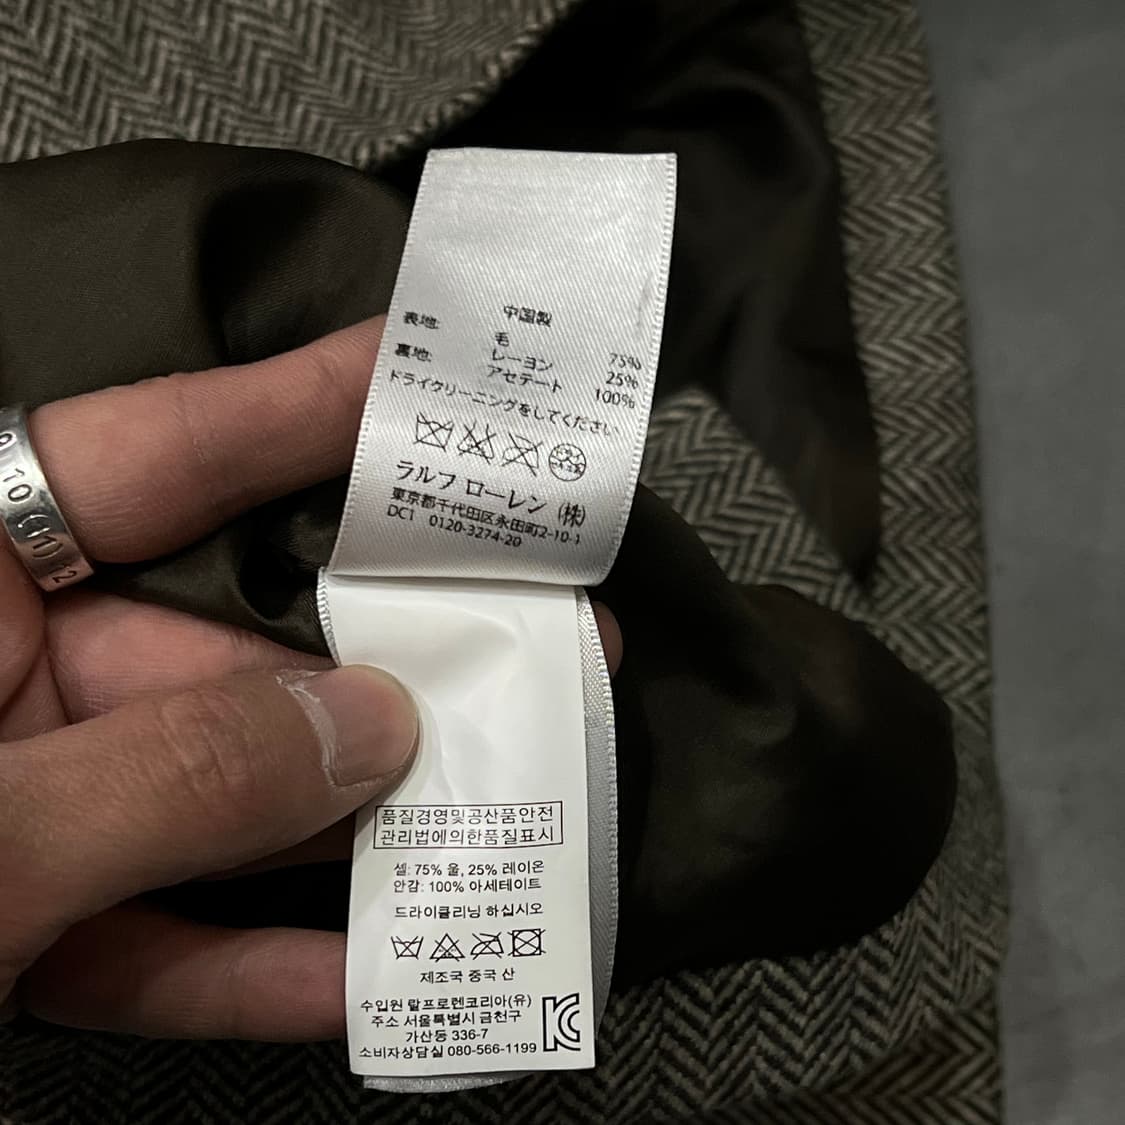 中国製
表地:
毛 75%
レーヨン 25%
裏地: アセテート 100%
ドライクリーニングをしてください
ラルフ ローレン (株)
東京都千代田区永田町2-10-1
DC1 0120-3274-20
10 (11) 12
품질경영및공산품안전
관리법에의한품질표시
셀: 75% 울, 25% 레이온
안감: 100% 아세테이트
드라이클리닝 하십시오
제조국 중국 산
수입원 랄프로렌코리아(유)
주소 서울특별시 금천구
가산동 336-7
소비자상담실 080-566-1199